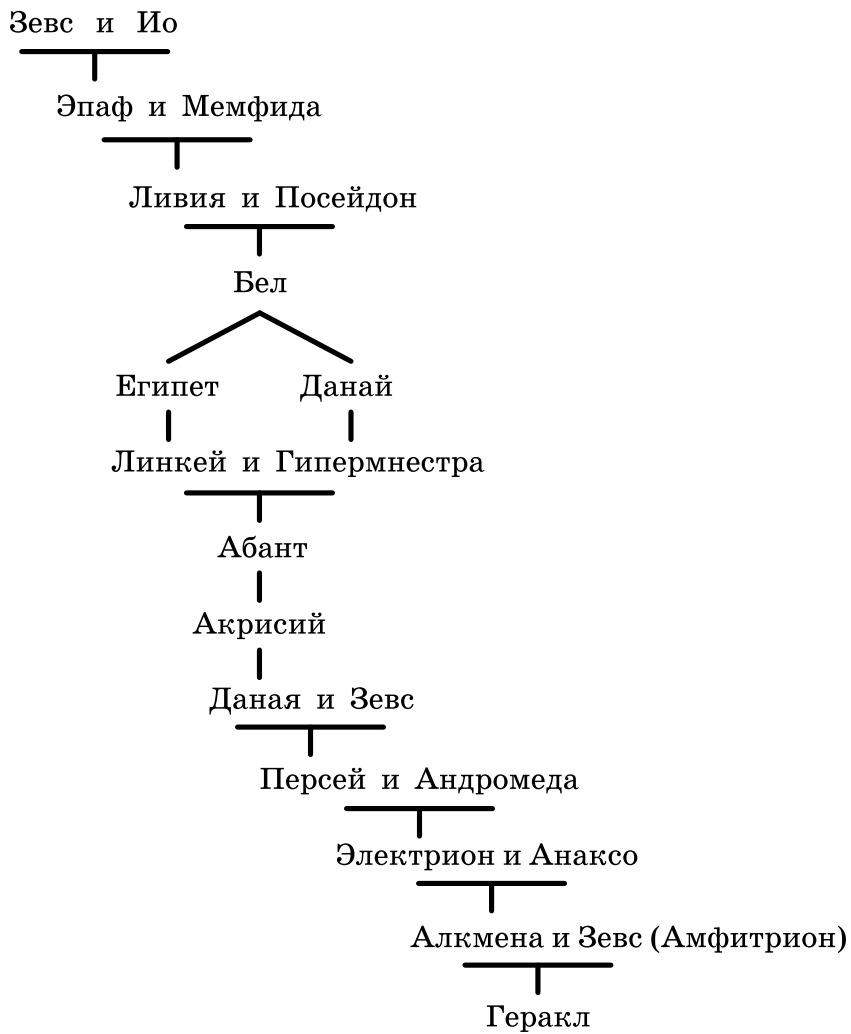 Зевс и Ио
Эпаф и Мемфида
Ливия и Посейдон
Бел
Египет Данай
Линкей и Гипермнестра
Абант
Акрисий
Даная и Зевс
Персей и Андромеда
Электрион и Анаксо
Алкмена и Зевс (Амфитрион)
Геракл